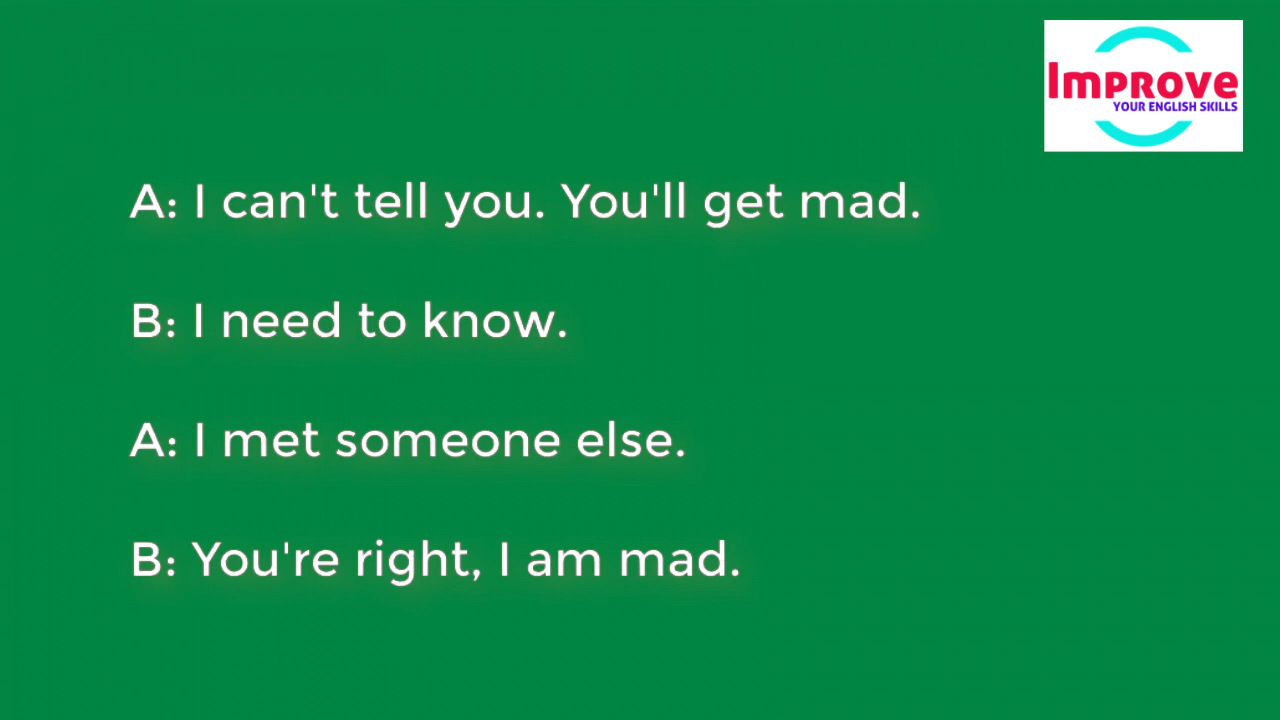 Improve
YOUR ENGLISH SKILLS
A: I can't tell you. You'll get mad.
B: I need to know.
A: I met someone else.
B: You're right, I am mad.